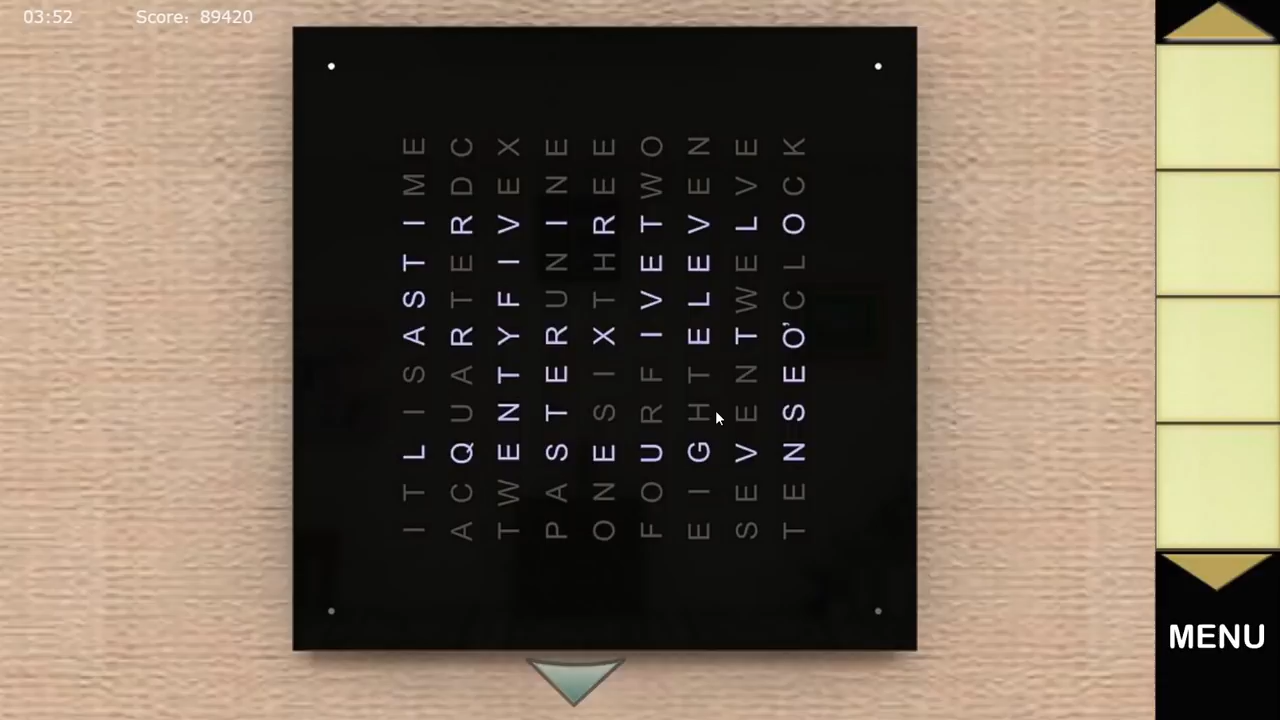 03:52 Score: 89420
ITLISASTIME
ACQUARTERDC
TWENTYFIVEX
PASTERUNINE
ONESIXTHREE
FOURFIVETWO
EIGHTELEVEN
SEVENTWELVE
TENSEO'CLOCK
MENU